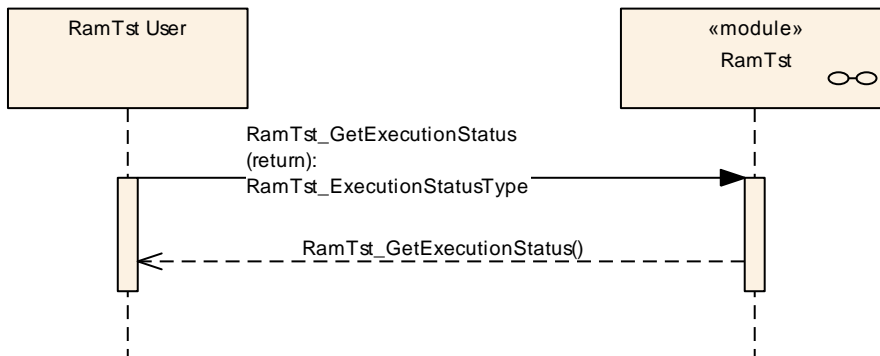 RamTst User
«module»
RamTst
RamTst_GetExecutionStatus
(return):
RamTst_ExecutionStatusType
RamTst_GetExecutionStatus()